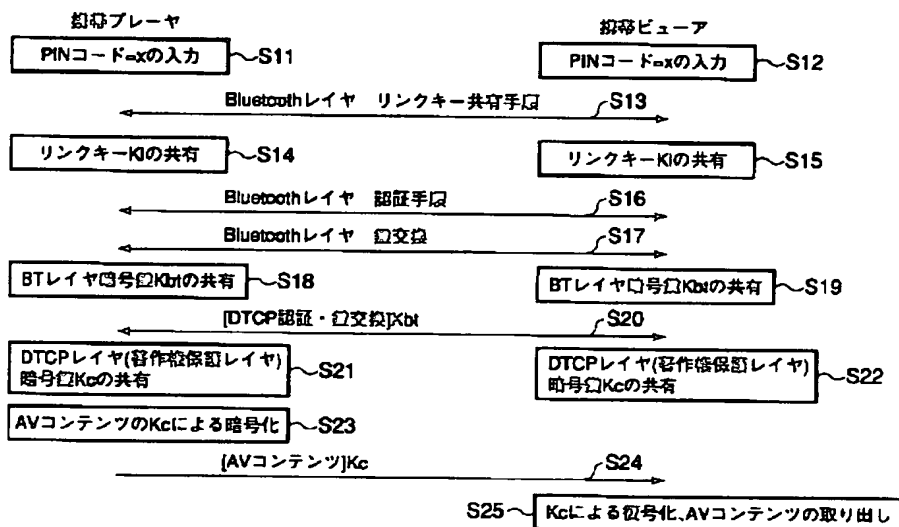 携帯プレーヤ
携帯ビューア
PINコード=xの入力
S11
PINコード=xの入力
S12
Bluetoothレイヤ リンクキー共有手段
S13
リンクキーKlの共有
S14
リンクキーKlの共有
S15
Bluetoothレイヤ 認証手段
S16
Bluetoothレイヤ 鍵交換
S17
BTレイヤ暗号鍵Kbtの共有
S18
BTレイヤ暗号鍵Kbtの共有
S19
[DTCP認証・鍵交換]Kbt
S20
DTCPレイヤ(著作権保護レイヤ)
暗号鍵Kcの共有
S21
DTCPレイヤ(著作権保護レイヤ)
暗号鍵Kcの共有
S22
AVコンテンツのKcによる暗号化
S23
[AVコンテンツ]Kc
S24
S25
Kcによる復号化、AVコンテンツの取り出し